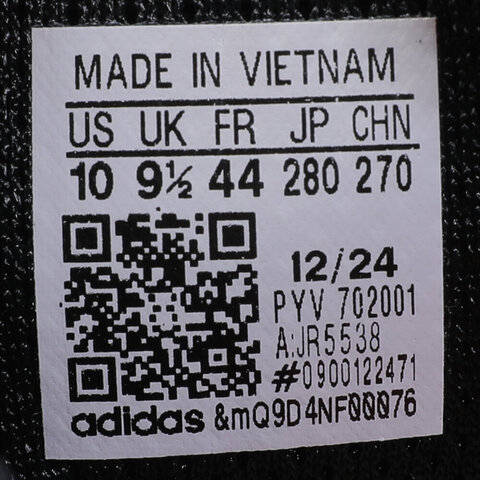 MADE IN VIETNAM
US UK FR JP CHN
10 9½ 44 280 270
12/24
PYV 702001
A:JR5538
#0900122471
adidas &mQ9D4NF00076